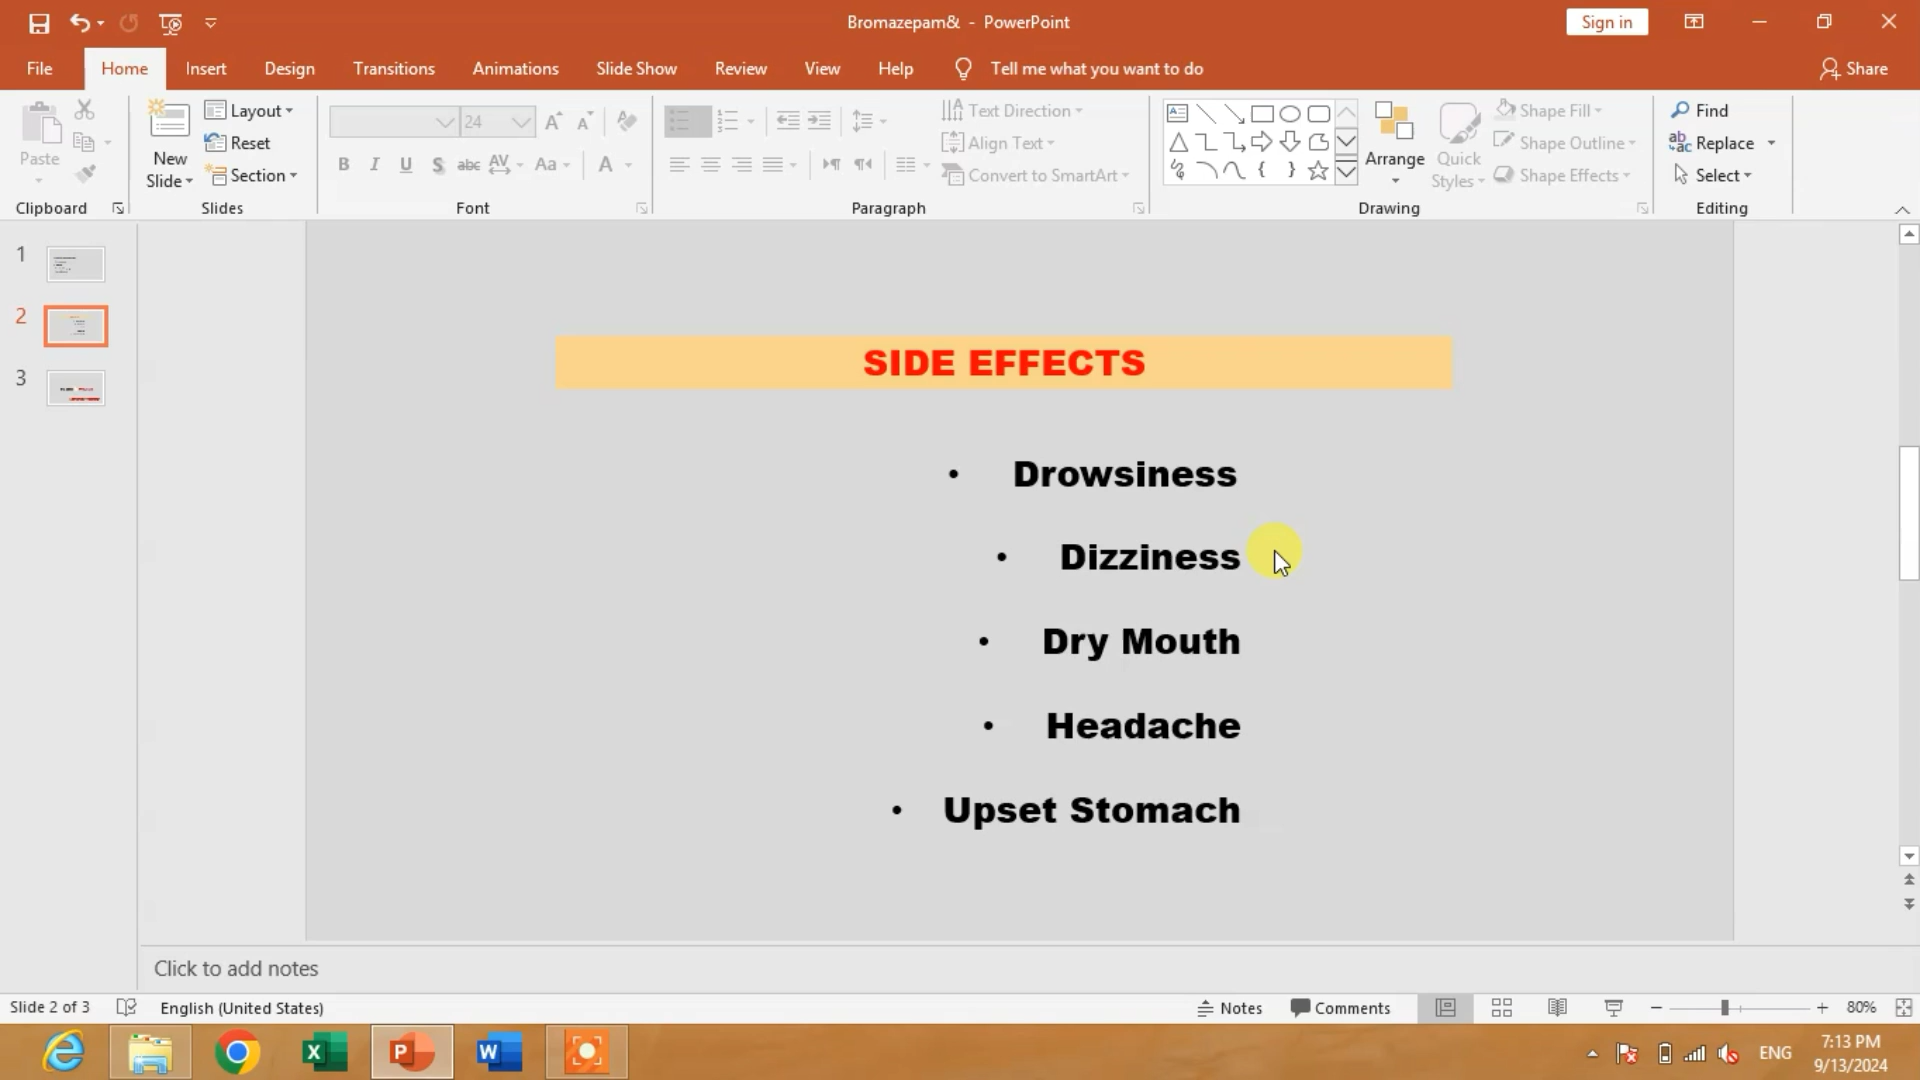 Bromazepam& - PowerPoint
Sign in
File Home Insert Design Transitions Animations Slide Show Review View Help Tell me what you want to do Share
Paste
New Slide
Layout
Reset
Section
24
B I U S abc AV Aa A
Text Direction
Align Text
Convert to SmartArt
Arrange
Quick Styles
Shape Fill
Shape Outline
Shape Effects
Find
Replace
Select
Clipboard Slides Font Paragraph Drawing Editing
1
2
3
SIDE EFFECTS
• Drowsiness
• Dizziness
• Dry Mouth
• Headache
• Upset Stomach
Click to add notes
Slide 2 of 3 English (United States) Notes Comments 80%
ENG
7:13 PM
9/13/2024